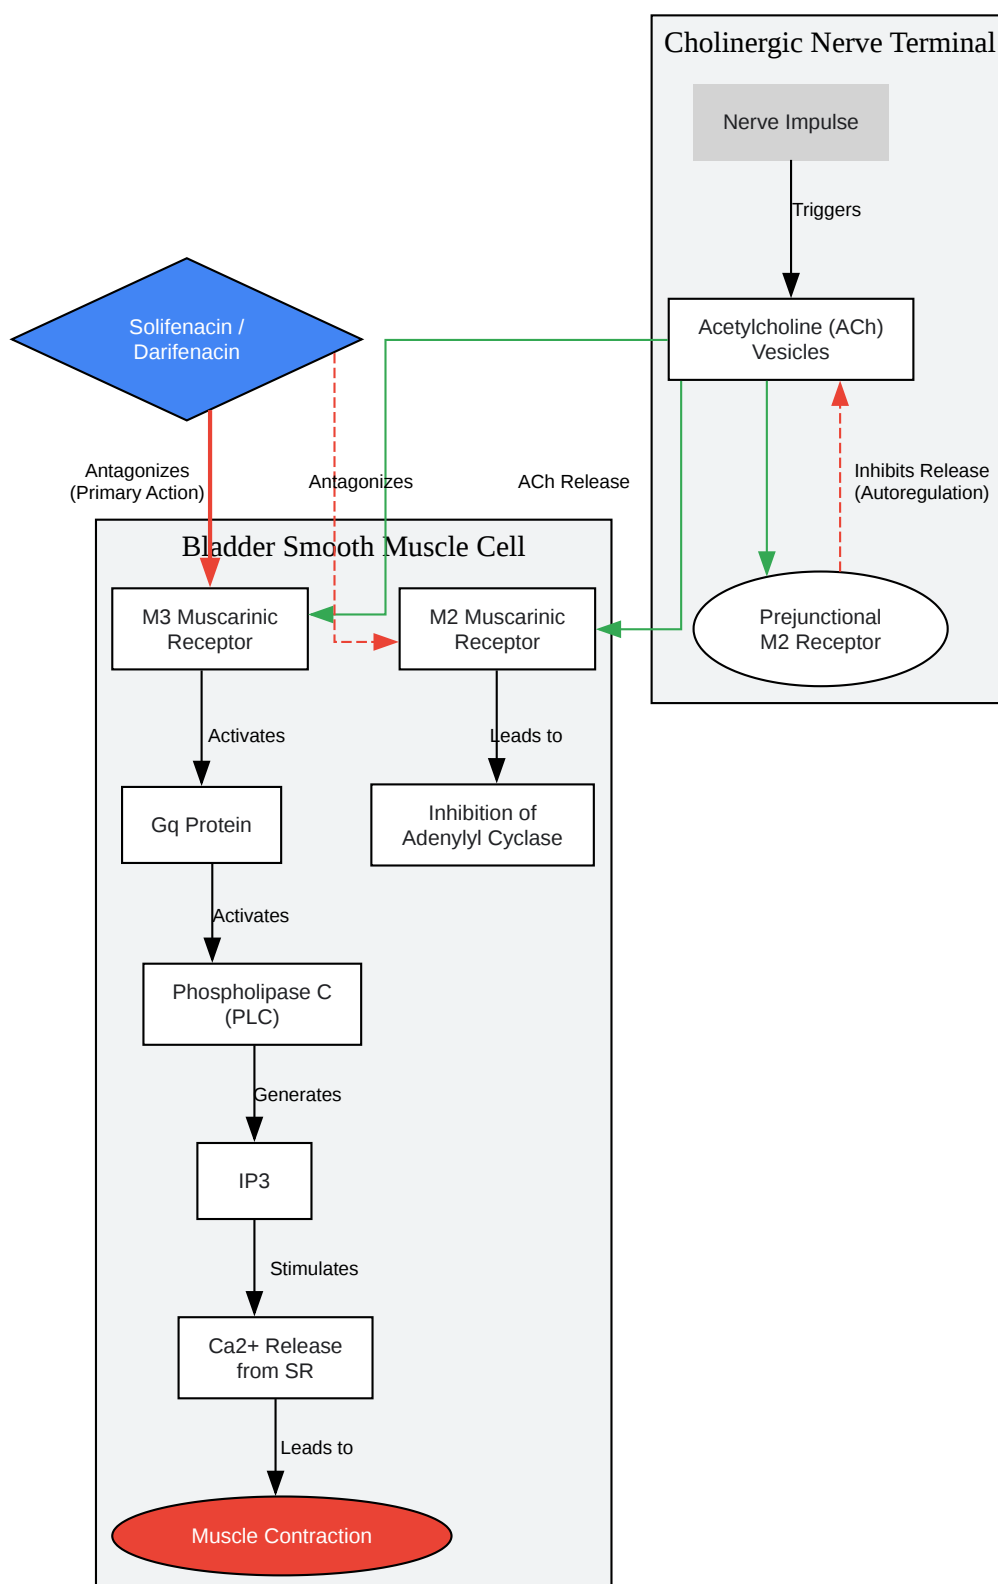 Cholinergic Nerve Terminal
Nerve Impulse
Triggers
Solifenacin /
Darifenacin
Acetylcholine (ACh)
Vesicles
Antagonizes
(Primary Action)
Antagonizes
ACh Release
Inhibits Release
(Autoregulation)
Bladder Smooth Muscle Cell
M3 Muscarinic
Receptor
M2 Muscarinic
Receptor
Prejunctional
M2 Receptor
Activates
Leads to
Gq Protein
Inhibition of
Adenylyl Cyclase
Activates
Phospholipase C
(PLC)
Generates
IP3
Stimulates
Ca2+ Release
from SR
Leads to
Muscle Contraction